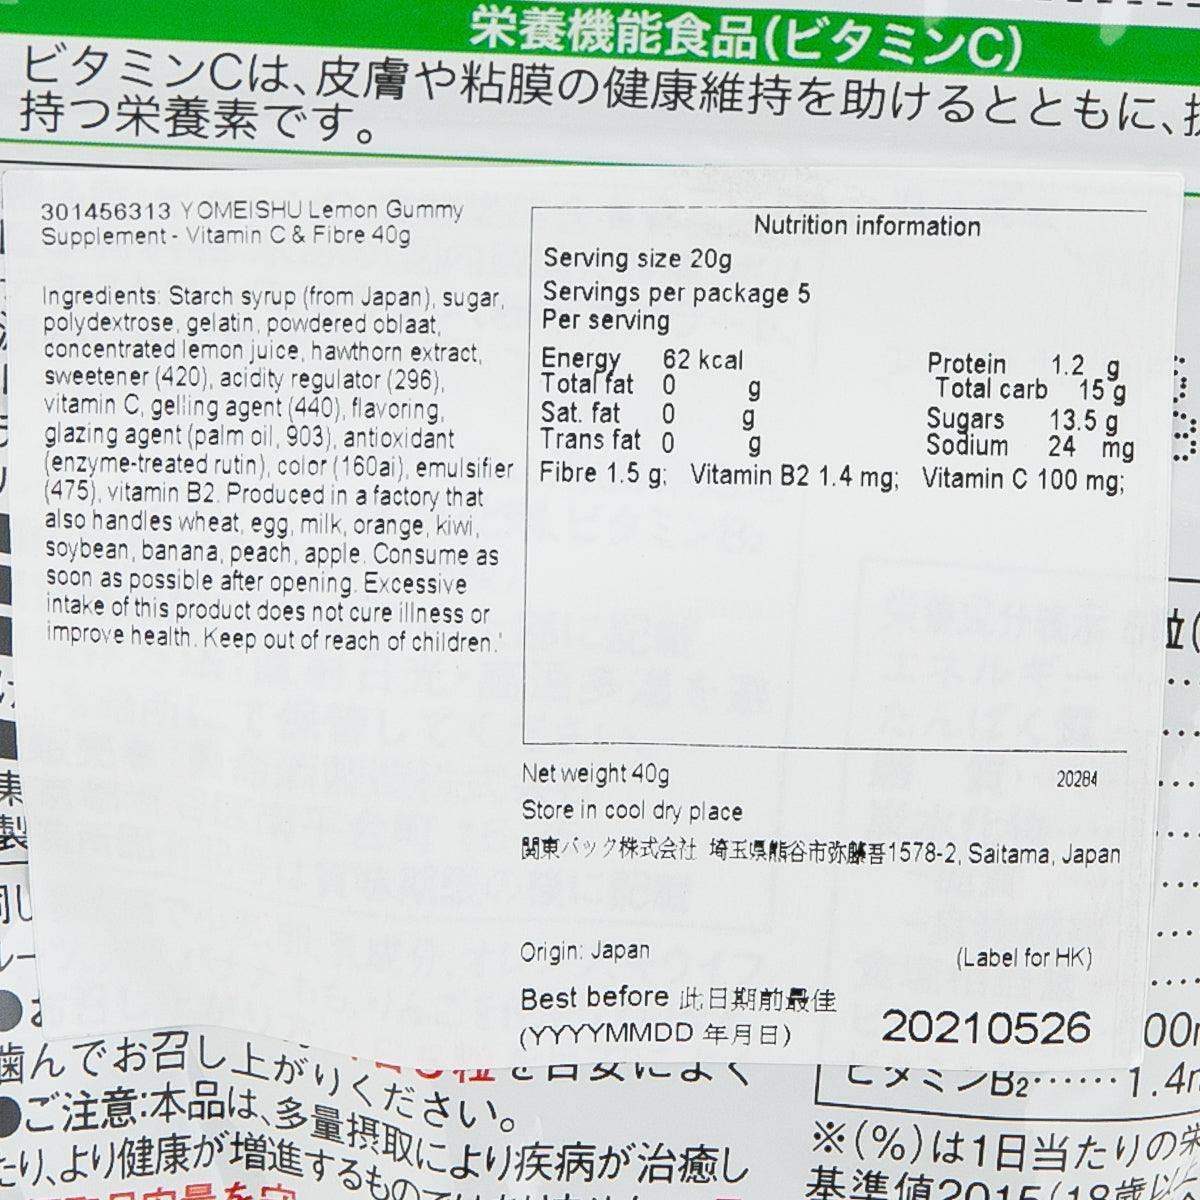 栄養機能食品(ビタミンC)
ビタミンCは、皮膚や粘膜の健康維持を助けるとともに、抗
持つ栄養素です。
301456313 YOMEISHU Lemon Gummy
Supplement - Vitamin C & Fibre 40g
Ingredients: Starch syrup (from Japan), sugar,
polydextrose, gelatin, powdered oblaat,
concentrated lemon juice, hawthorn extract,
sweetener (420), acidity regulator (296),
vitamin C, gelling agent (440), flavoring,
glazing agent (palm oil, 903), antioxidant
(enzyme-treated rutin), color (160ai), emulsifier
(475), vitamin B2. Produced in a factory that
also handles wheat, egg, milk, orange, kiwi,
soybean, banana, peach, apple. Consume as
soon as possible after opening. Excessive
intake of this product does not cure illness or
improve health. Keep out of reach of children.'
Nutrition information
Serving size 20g
Servings per package 5
Per serving
Energy 62 kcal Protein 1.2 g
Total fat 0 g Total carb 15 g
Sat. fat 0 g Sugars 13.5 g
Trans fat 0 g Sodium 24 mg
Fibre 1.5 g; Vitamin B2 1.4 mg; Vitamin C 100 mg;
Net weight 40g 20284
Store in cool dry place
関東パック株式会社 埼玉県熊谷市弥藤吾1578-2, Saitama, Japan
Origin: Japan (Label for HK)
Best before 此日期前最佳
(YYYYMMDD 年月日) 20210526
ビタミンB2……1.4m
歯んでお召し上がりください。
●ご注意:本品は、多量摂取により疾病が治癒し
たり、より健康が増進するもの
※(%)は1日当たりの栄
基準値2015(18歳以